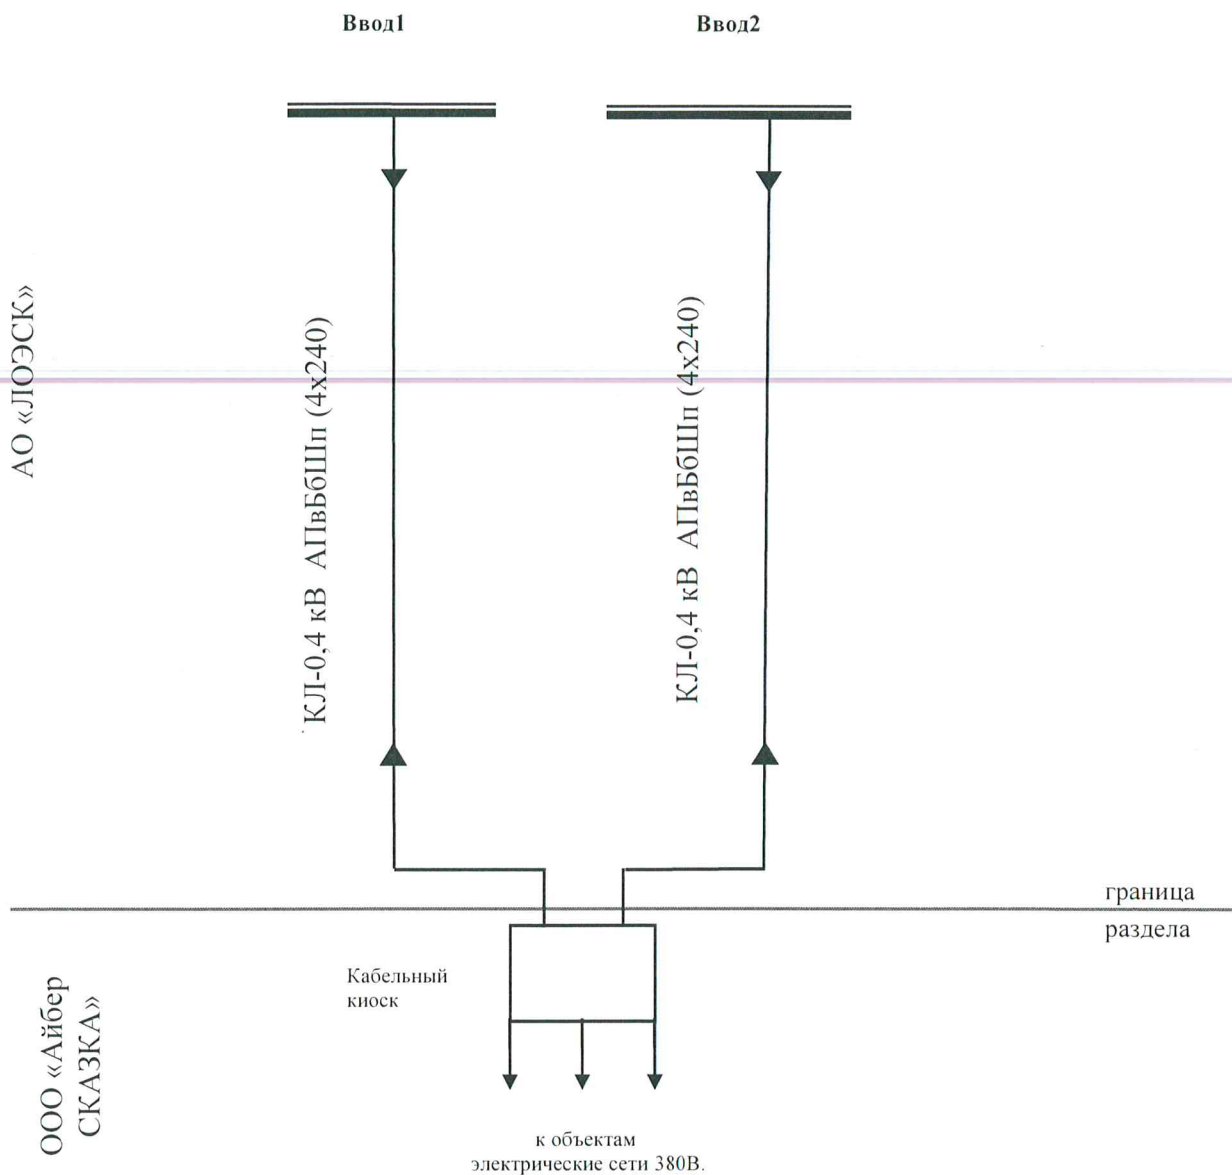 Ввод1
Ввод2
АО «ЛОЭСК»
КЛ-0,4 кВ АПвБбШп (4х240)
КЛ-0,4 кВ АПвБбШп (4х240)
граница
раздела
Кабельный
киоск
ООО «Айбер
СКАЗКА»
к объектам
электрические сети 380В.